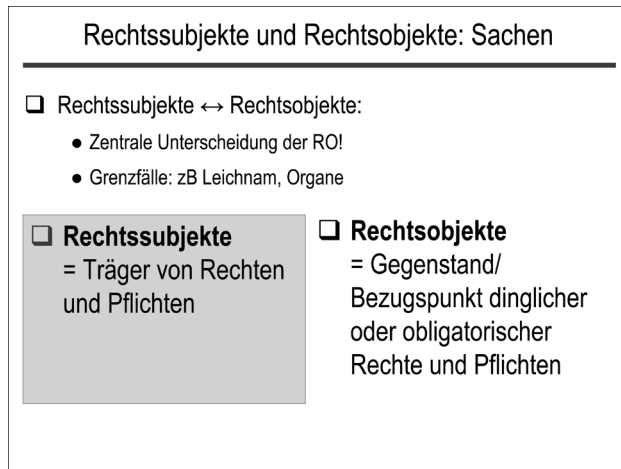 Rechtssubjekte und Rechtsobjekte: Sachen
Rechtssubjekte ↔ Rechtsobjekte:
● Zentrale Unterscheidung der RO!
● Grenzfälle: zB Leichnam, Organe
Rechtssubjekte
= Träger von Rechten
und Pflichten
Rechtsobjekte
= Gegenstand/
Bezugspunkt dinglicher
oder obligatorischer
Rechte und Pflichten